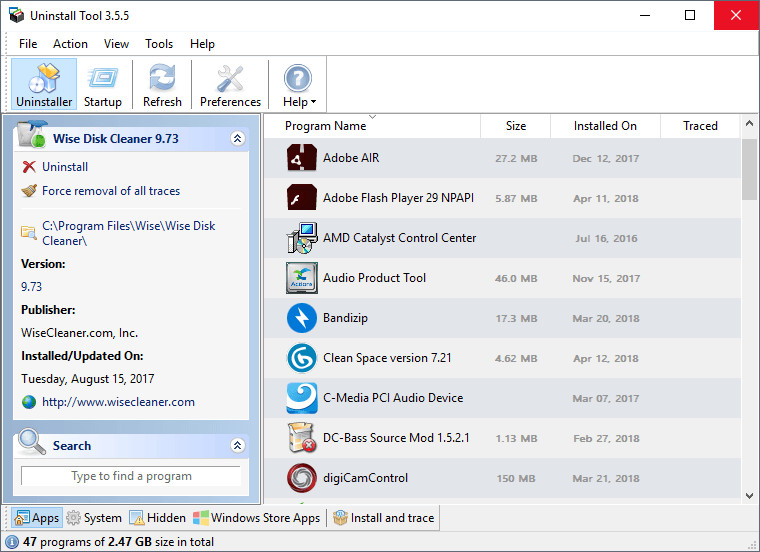 Uninstall Tool 3.5.5
File Action View Tools Help
Uninstaller Startup Refresh Preferences Help
Wise Disk Cleaner 9.73
Uninstall
Force removal of all traces
C:\Program Files\Wise\Wise Disk
Cleaner\
Version:
9.73
Publisher:
WiseCleaner.com, Inc.
Installed/Updated On:
Tuesday, August 15, 2017
http://www.wisecleaner.com
Search
Type to find a program
Program Name Size Installed On Traced
Adobe AIR 27.2 MB Dec 12, 2017
Adobe Flash Player 29 NPAPI 5.87 MB Apr 11, 2018
AMD Catalyst Control Center Jul 16, 2016
Actions
Audio Product Tool 46.0 MB Nov 15, 2017
Bandizip 17.3 MB Mar 20, 2018
Clean Space version 7.21 4.62 MB Apr 12, 2018
C-Media PCI Audio Device Mar 07, 2017
DC-Bass Source Mod 1.5.2.1 1.13 MB Feb 27, 2018
digiCamControl 150 MB Mar 21, 2018
Apps System Hidden Windows Store Apps Install and trace
47 programs of 2.47 GB size in total